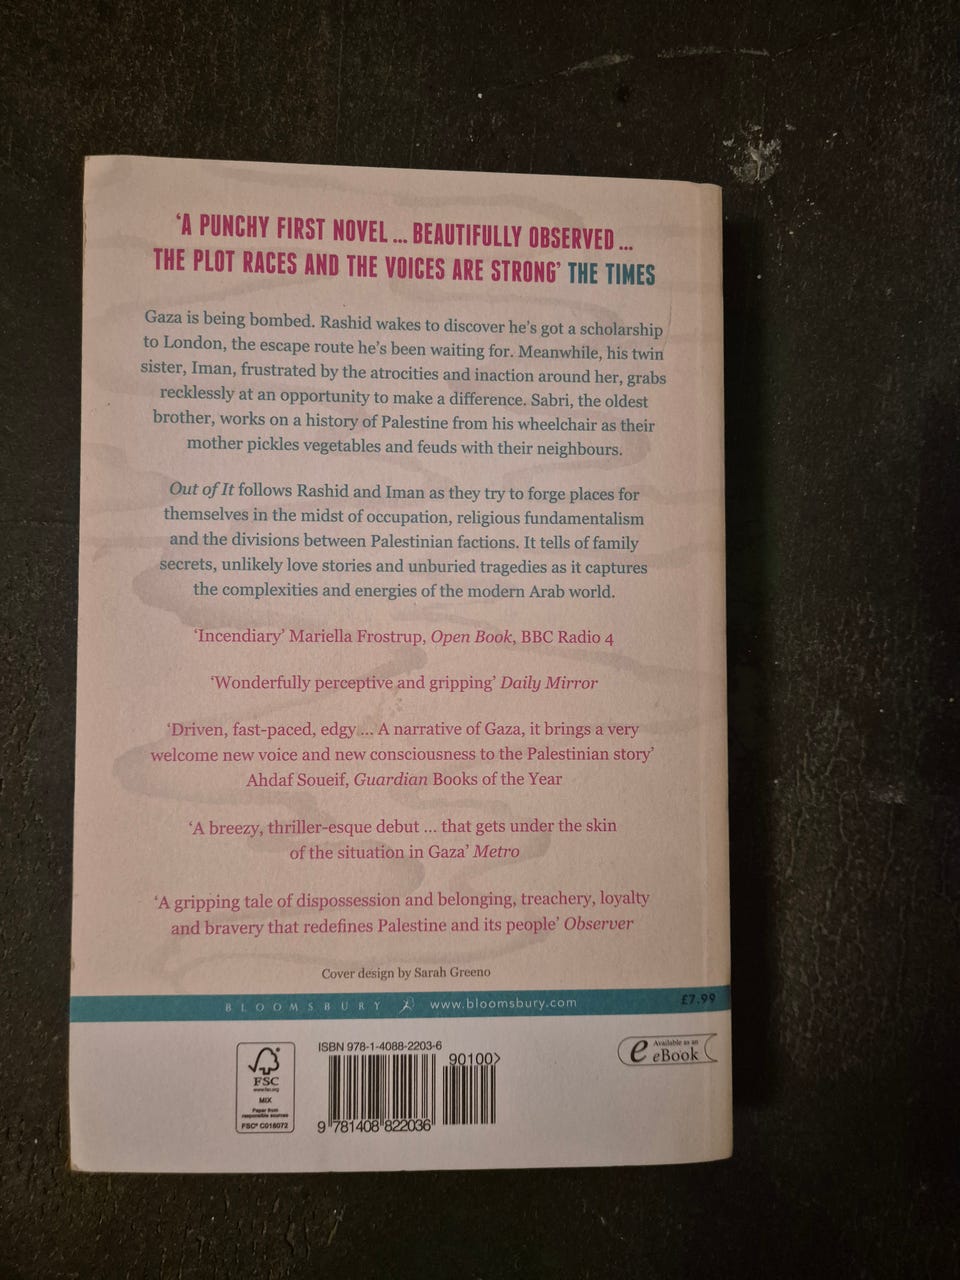 ‘A PUNCHY FIRST NOVEL ... BEAUTIFULLY OBSERVED ...
THE PLOT RACES AND THE VOICES ARE STRONG’ THE TIMES
Gaza is being bombed. Rashid wakes to discover he’s got a scholarship
to London, the escape route he’s been waiting for. Meanwhile, his twin
sister, Iman, frustrated by the atrocities and inaction around her, grabs
recklessly at an opportunity to make a difference. Sabri, the oldest
brother, works on a history of Palestine from his wheelchair as their
mother pickles vegetables and feuds with their neighbours.
Out of It follows Rashid and Iman as they try to forge places for
themselves in the midst of occupation, religious fundamentalism
and the divisions between Palestinian factions. It tells of family
secrets, unlikely love stories and unburied tragedies as it captures
the complexities and energies of the modern Arab world.
‘Incendiary’ Mariella Frostrup, Open Book, BBC Radio 4
‘Wonderfully perceptive and gripping’ Daily Mirror
‘Driven, fast-paced, edgy ... A narrative of Gaza, it brings a very
welcome new voice and new consciousness to the Palestinian story’
Ahdaf Soueif, Guardian Books of the Year
‘A breezy, thriller-esque debut ... that gets under the skin
of the situation in Gaza’ Metro
‘A gripping tale of dispossession and belonging, treachery, loyalty
and bravery that redefines Palestine and its people’ Observer
Cover design by Sarah Greeno
BLOOMSBURY www.bloomsbury.com £7.99
FSC
www.fsc.org
MIX
Paper from
responsible sources
FSC® C018072
ISBN 978-1-4088-2203-6
90100>
9 781408 822036
e Available as an
eBook